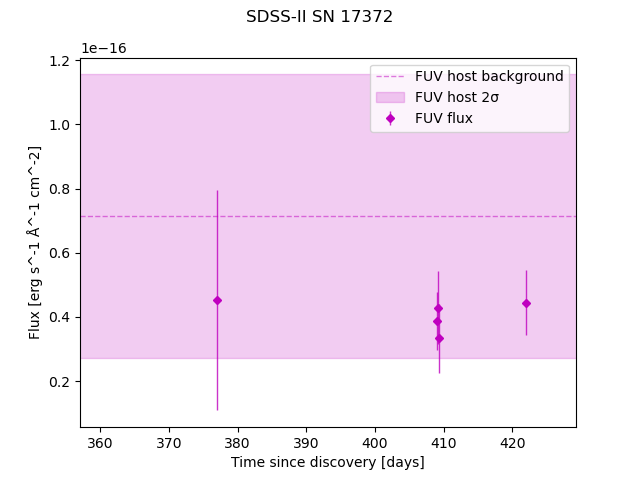 SDSS-II SN 17372
1e−16
FUV host background
FUV host 2σ
FUV flux
1.2
1.0
0.8
0.6
0.4
0.2
Flux [erg s^-1 Å^-1 cm^-2]
360 370 380 390 400 410 420
Time since discovery [days]